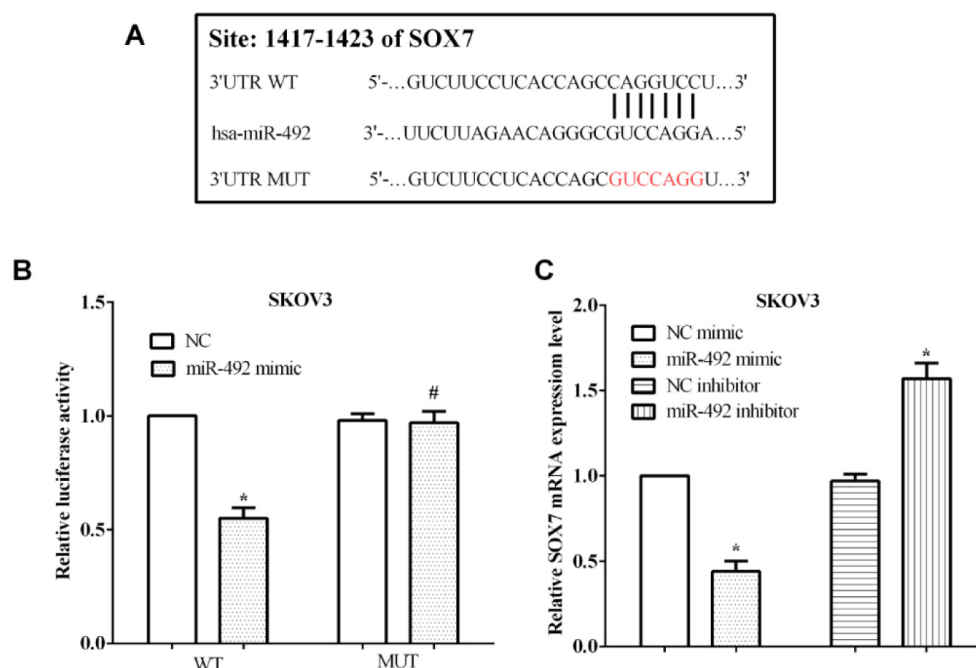 A
Site: 1417-1423 of SOX7
3'UTR WT 5'-...GUCUUCCUCACCAGCCAGGUCCU...3'
hsa-miR-492 3'-...UUCUUAGAACAGGGCGUCCAGGA...5'
3'UTR MUT 5'-...GUCUUCCUCACCAGCGUCCAGGU...3'
B
SKOV3
Relative luciferase activity
1.5
1.0
0.5
0.0
NC
miR-492 mimic
*
#
WT MUT
C
SKOV3
Relative SOX7 mRNA expressiom level
2.0
1.5
1.0
0.5
0.0
NC mimic
miR-492 mimic
NC inhibitor
miR-492 inhibitor
*
*